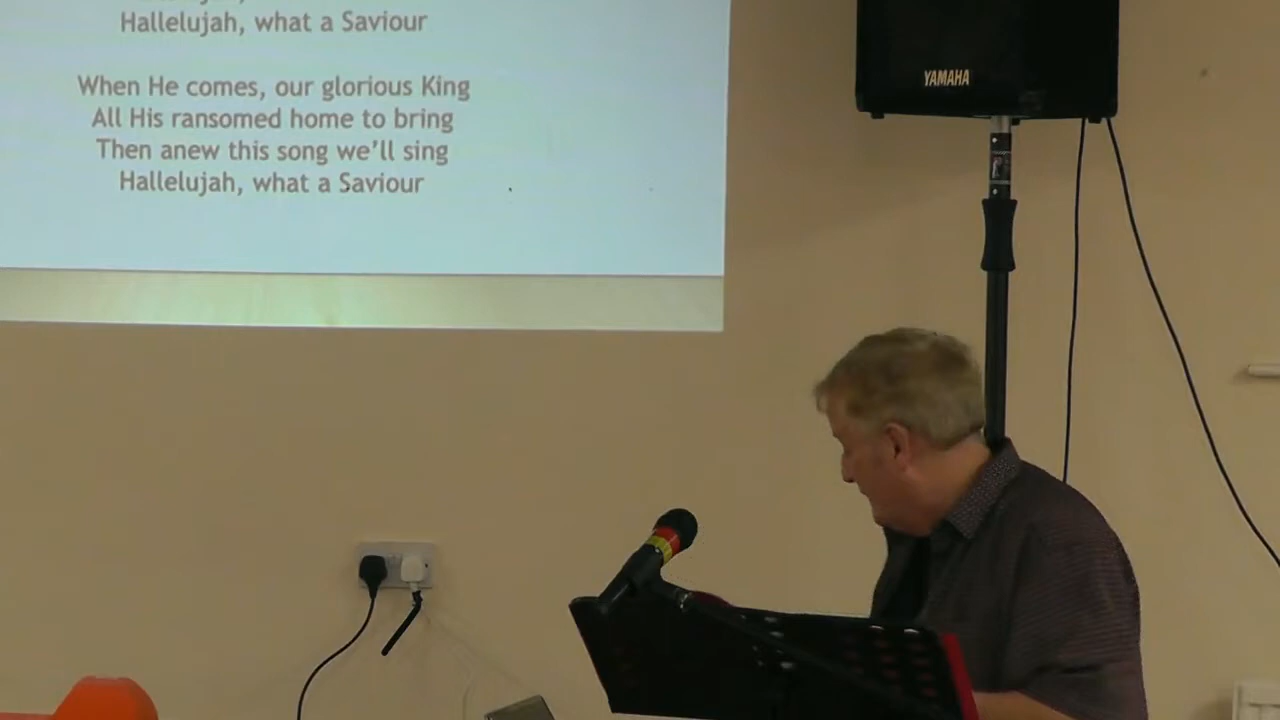 Hallelujah, what a Saviour
When He comes, our glorious King
All His ransomed home to bring
Then anew this song we'll sing
Hallelujah, what a Saviour
YAMAHA